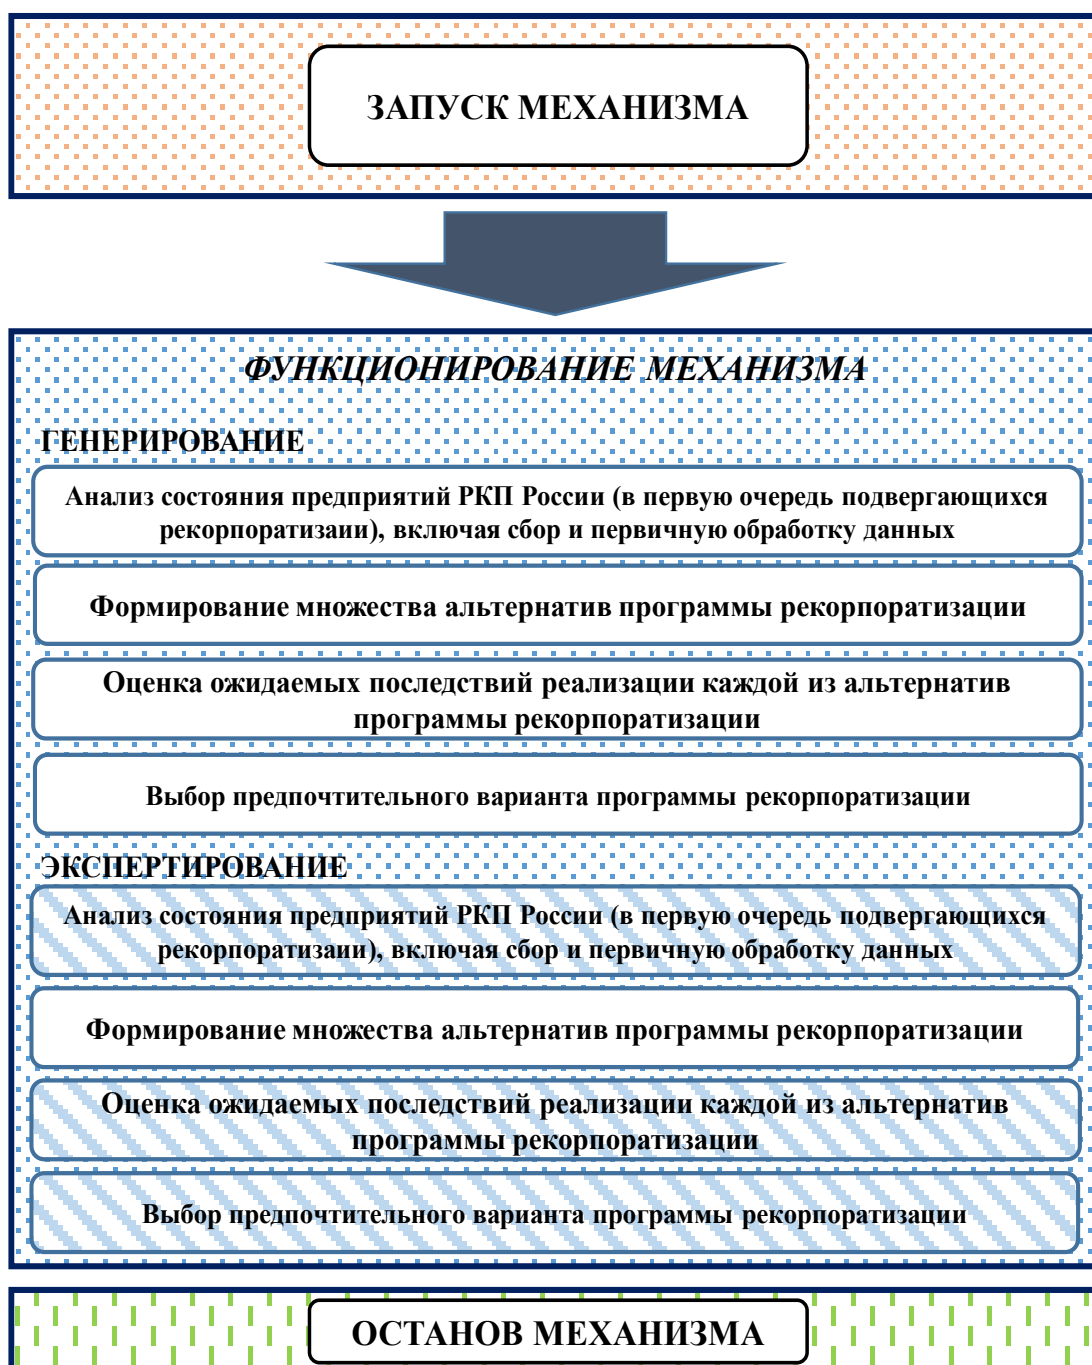 ЗАПУСК МЕХАНИЗМА
ФУНКЦИОНИРОВАНИЕ МЕХАНИЗМА
ГЕНЕРИРОВАНИЕ
Анализ состояния предприятий РКП России (в первую очередь подвергающихся
рекорпоратизаии), включая сбор и первичную обработку данных
Формирование множества альтернатив программы рекорпоратизации
Оценка ожидаемых последствий реализации каждой из альтернатив
программы рекорпоратизации
Выбор предпочтительного варианта программы рекорпоратизации
ЭКСПЕРТИРОВАНИЕ
Анализ состояния предприятий РКП России (в первую очередь подвергающихся
рекорпоратизаии), включая сбор и первичную обработку данных
Формирование множества альтернатив программы рекорпоратизации
Оценка ожидаемых последствий реализации каждой из альтернатив
программы рекорпоратизации
Выбор предпочтительного варианта программы рекорпоратизации
ОСТАНОВ МЕХАНИЗМА